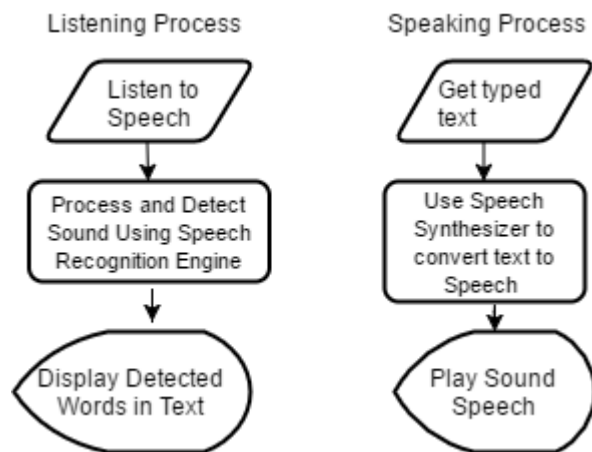 Listening Process
Listen to
Speech
Process and Detect
Sound Using Speech
Recognition Engine
Display Detected
Words in Text
Speaking Process
Get typed
text
Use Speech
Synthesizer to
convert text to
Speech
Play Sound
Speech